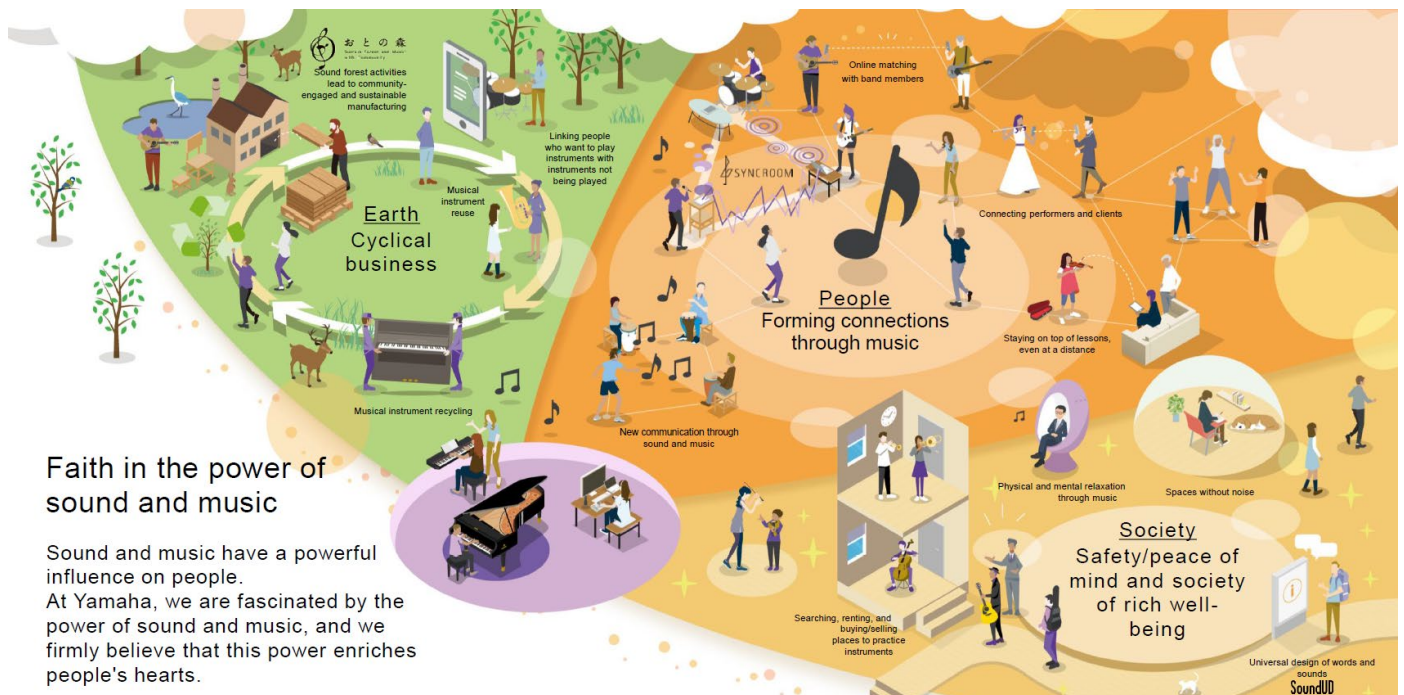 おとの森
Sound forest activities
lead to community-
engaged and sustainable
manufacturing
Linking people
who want to play
instruments with
instruments not
being played
Musical
instrument
reuse
Earth
Cyclical
business
Musical instrument recycling
Online matching
with band members
SYNCROOM
Connecting performers and clients
People
Forming connections
through music
Staying on top of lessons,
even at a distance
New communication through
sound and music
Faith in the power of
sound and music
Sound and music have a powerful
influence on people.
At Yamaha, we are fascinated by the
power of sound and music, and we
firmly believe that this power enriches
people's hearts.
Physical and mental relaxation
through music
Spaces without noise
Society
Safety/peace of
mind and society
of rich well-
being
Searching, renting, and
buying/selling
places to practice
instruments
i
Universal design of words and
sounds
SoundUD